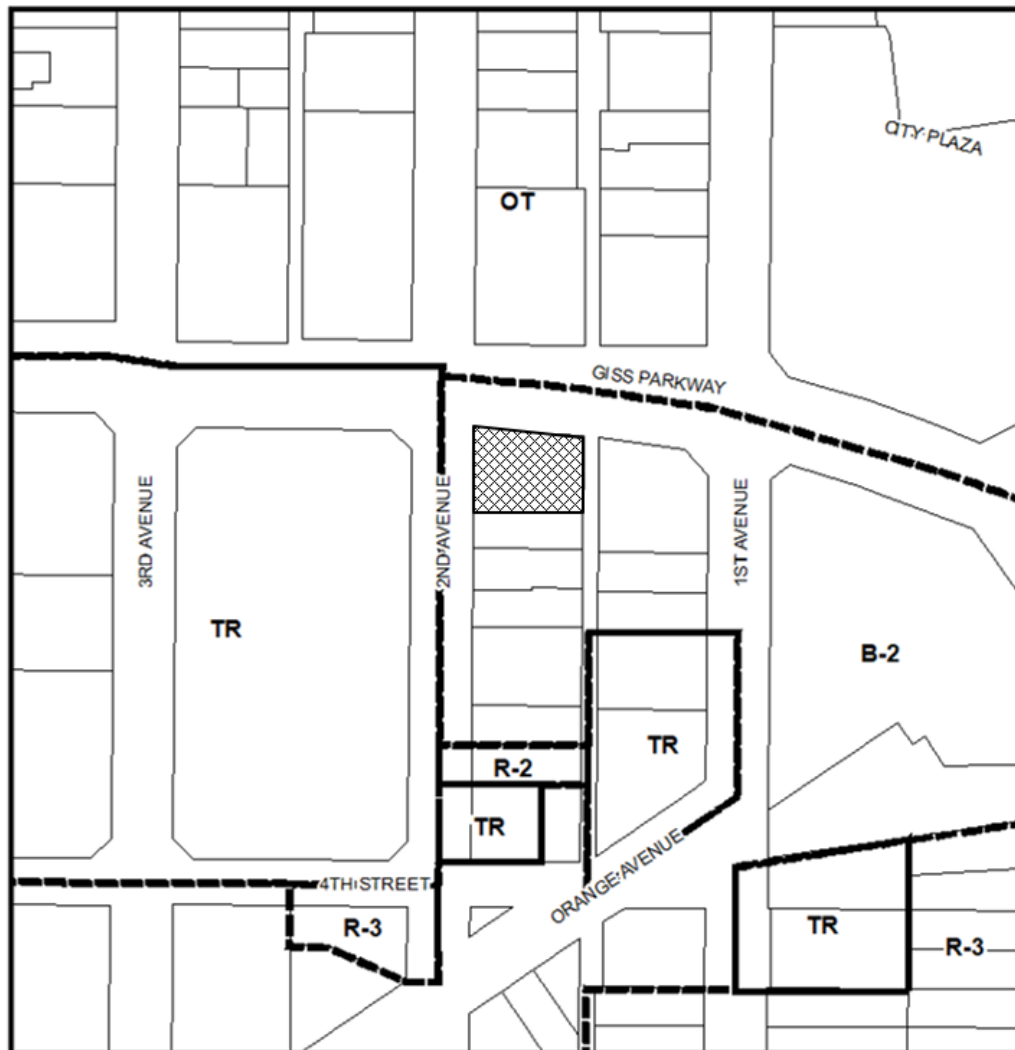 CITY PLAZA
OT
GISS PARKWAY
3RD AVENUE
2ND AVENUE
1ST AVENUE
TR
B-2
TR
R-2
TR
4TH STREET
ORANGE AVENUE
R-3
TR
R-3